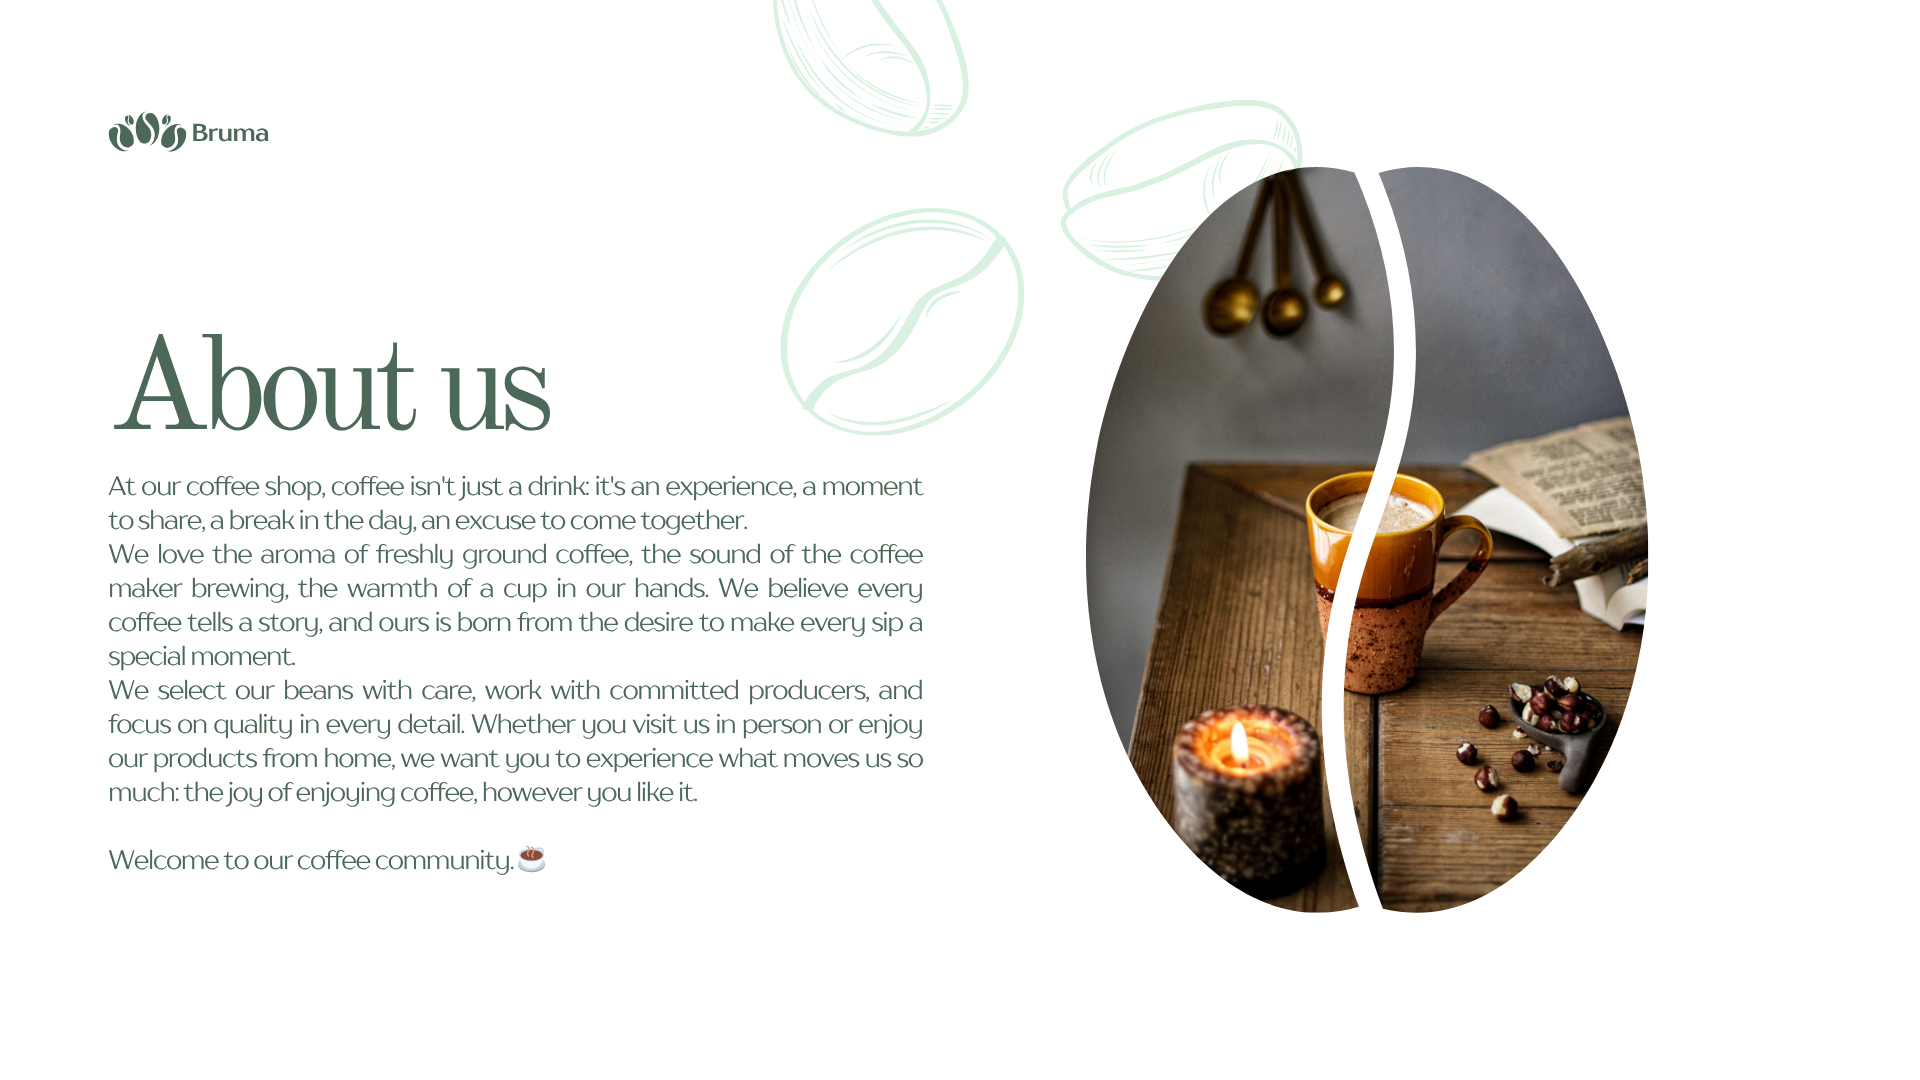 Bruma
About us
At our coffee shop, coffee isn't just a drink: it's an experience, a moment
to share, a break in the day, an excuse to come together.
We love the aroma of freshly ground coffee, the sound of the coffee
maker brewing, the warmth of a cup in our hands. We believe every
coffee tells a story, and ours is born from the desire to make every sip a
special moment.
We select our beans with care, work with committed producers, and
focus on quality in every detail. Whether you visit us in person or enjoy
our products from home, we want you to experience what moves us so
much: the joy of enjoying coffee, however you like it.
Welcome to our coffee community.☕